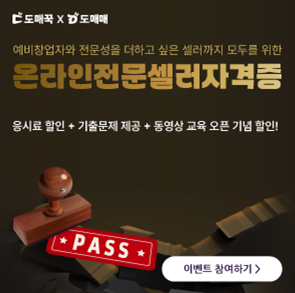 도매꾹 X 도매매
예비창업자와 전문성을 더하고 싶은 셀러까지 모두를 위한
온라인전문셀러자격증
응시료 할인 + 기출문제 제공 + 동영상 교육 오픈 기념 할인!
PASS
이벤트 참여하기 >